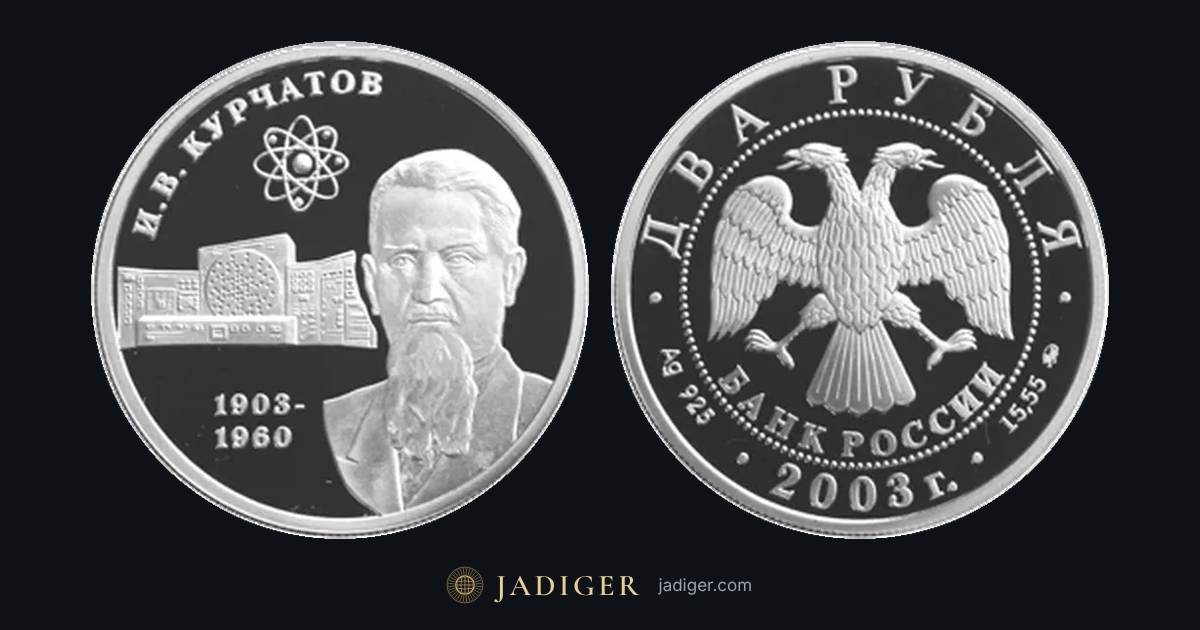 И.В. КУРЧАТОВ
1903-
1960
ДВА РУБЛЯ
БАНК РОССИИ
Ag 925
15,55
2003 г.
JADIGER
jadiger.com